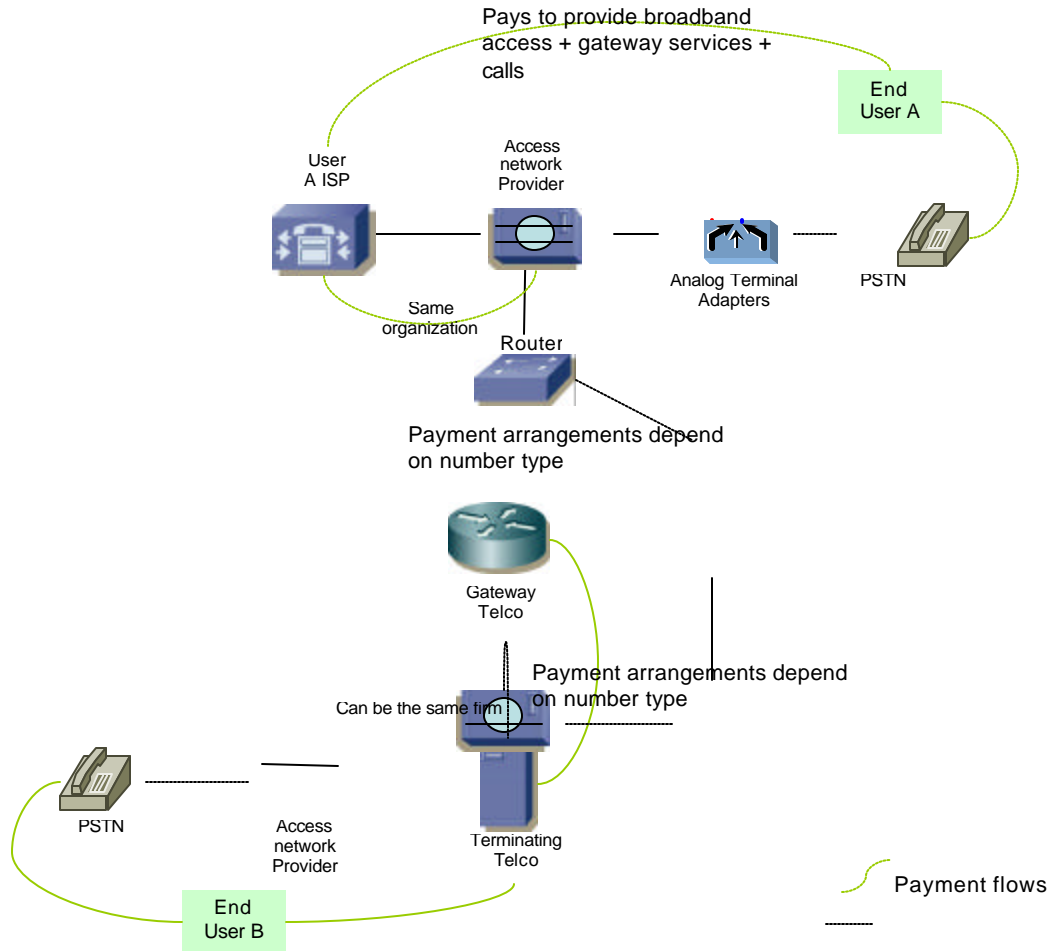 Pays to provide broadband
access + gateway services +
calls
End
User A
User
A ISP
Access
network
Provider
Analog Terminal
Adapters
PSTN
Same
organization
Router
Payment arrangements depend
on number type
Gateway
Telco
Payment arrangements depend
on number type
Can be the same firm
PSTN
Access
network
Provider
Terminating
Telco
End
User B
Payment flows